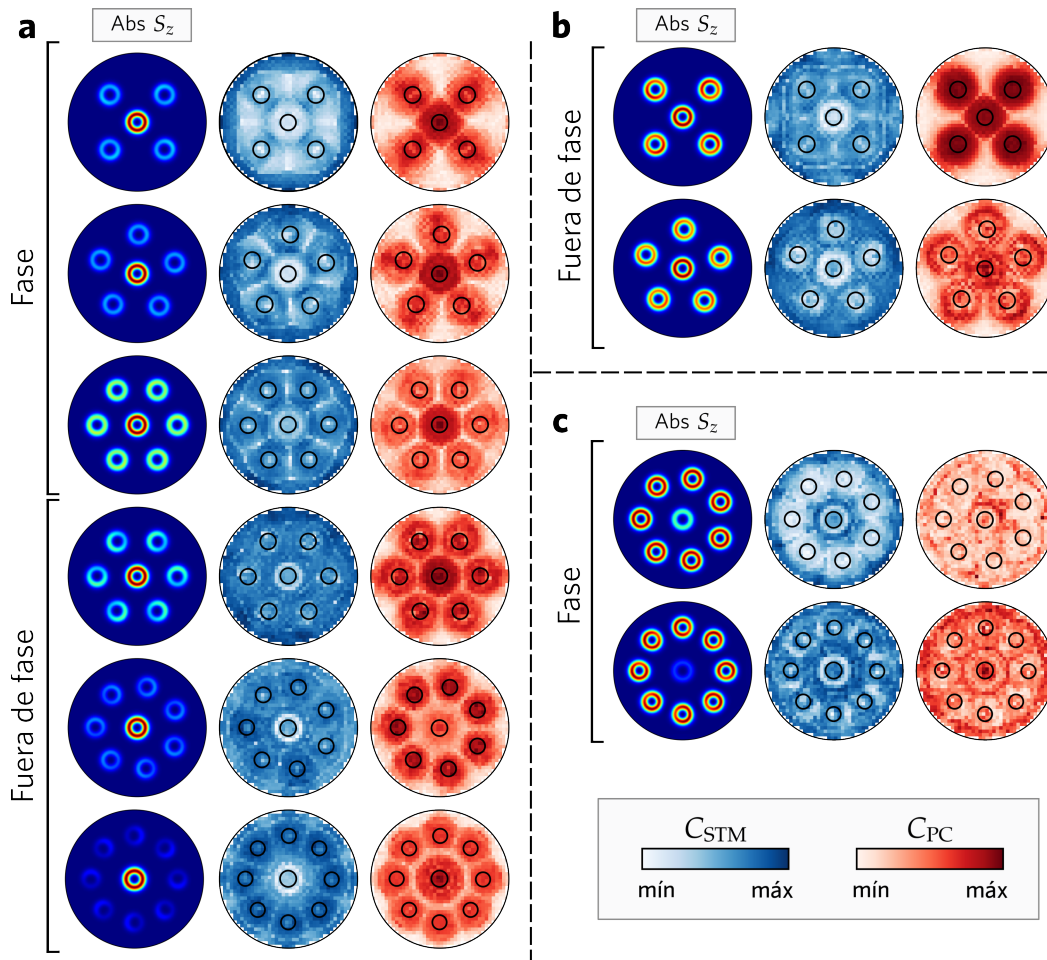 a
Abs S_z
Fase
Fuera de fase
b
Abs S_z
Fuera de fase
c
Abs S_z
Fase
C_STM
mín máx
C_PC
mín máx